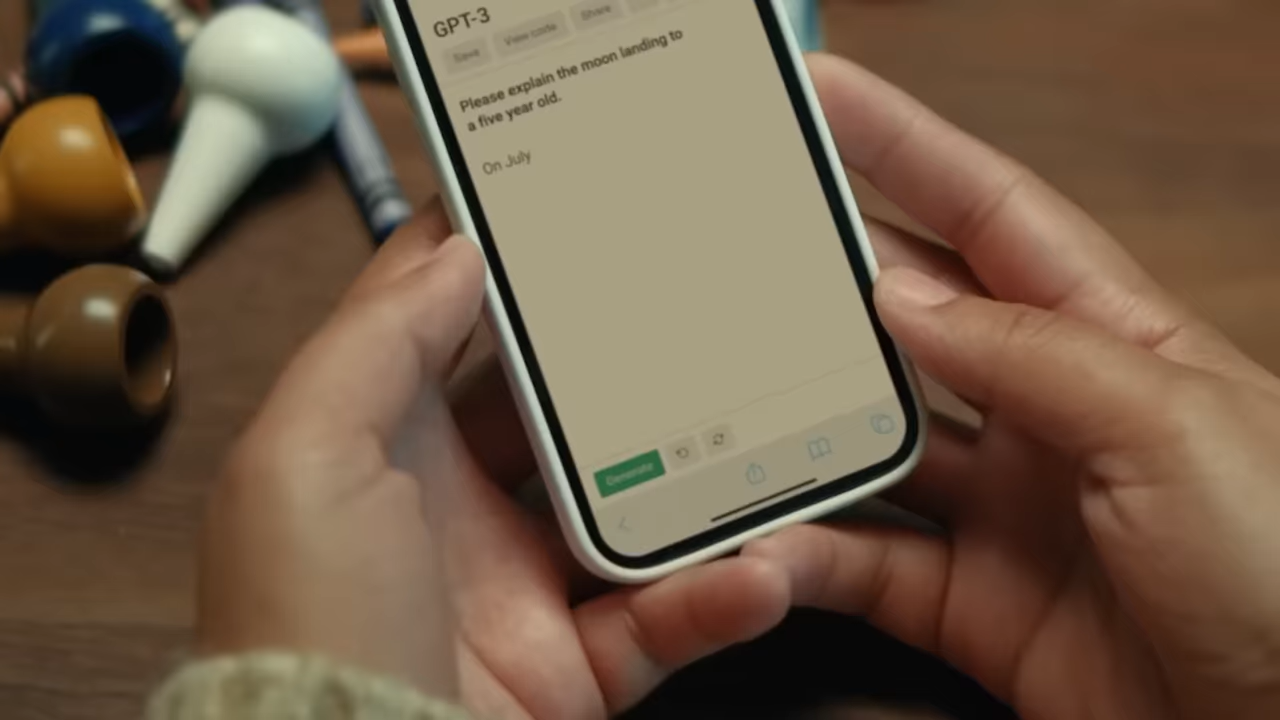 GPT-3
Save View code Share
Please explain the moon landing to
a five year old.
On July
Generate